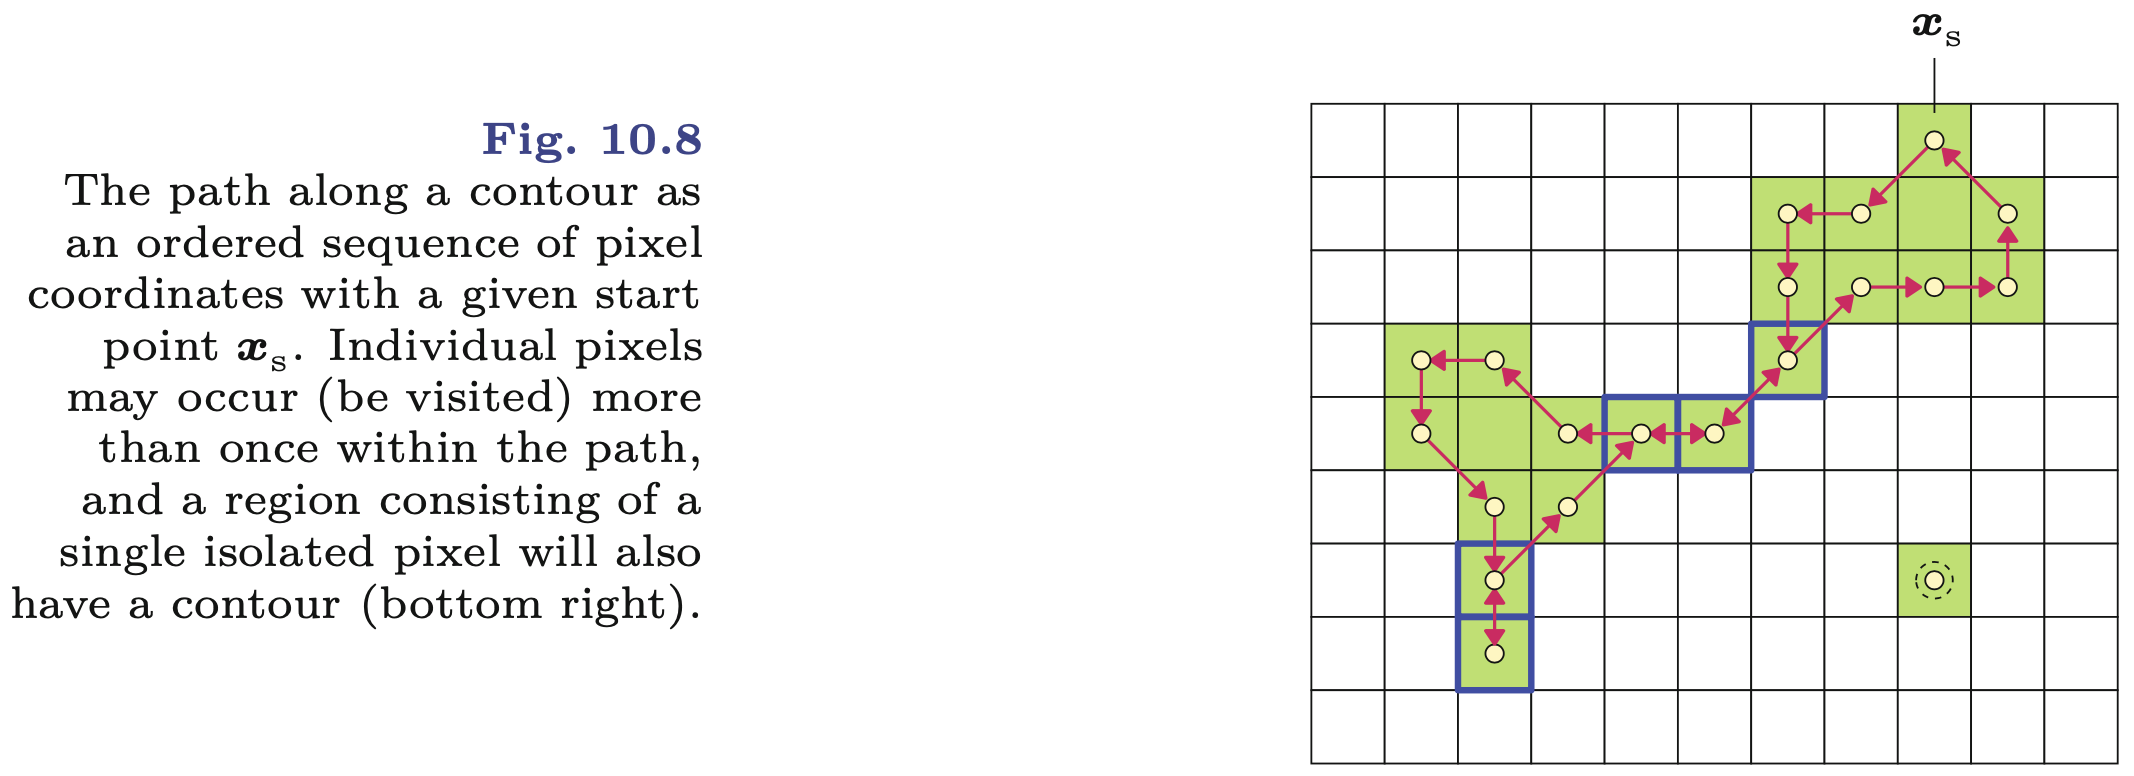 Fig. 10.8
The path along a contour as
an ordered sequence of pixel
coordinates with a given start
point xₛ. Individual pixels
may occur (be visited) more
than once within the path,
and a region consisting of a
single isolated pixel will also
have a contour (bottom right).
xₛ